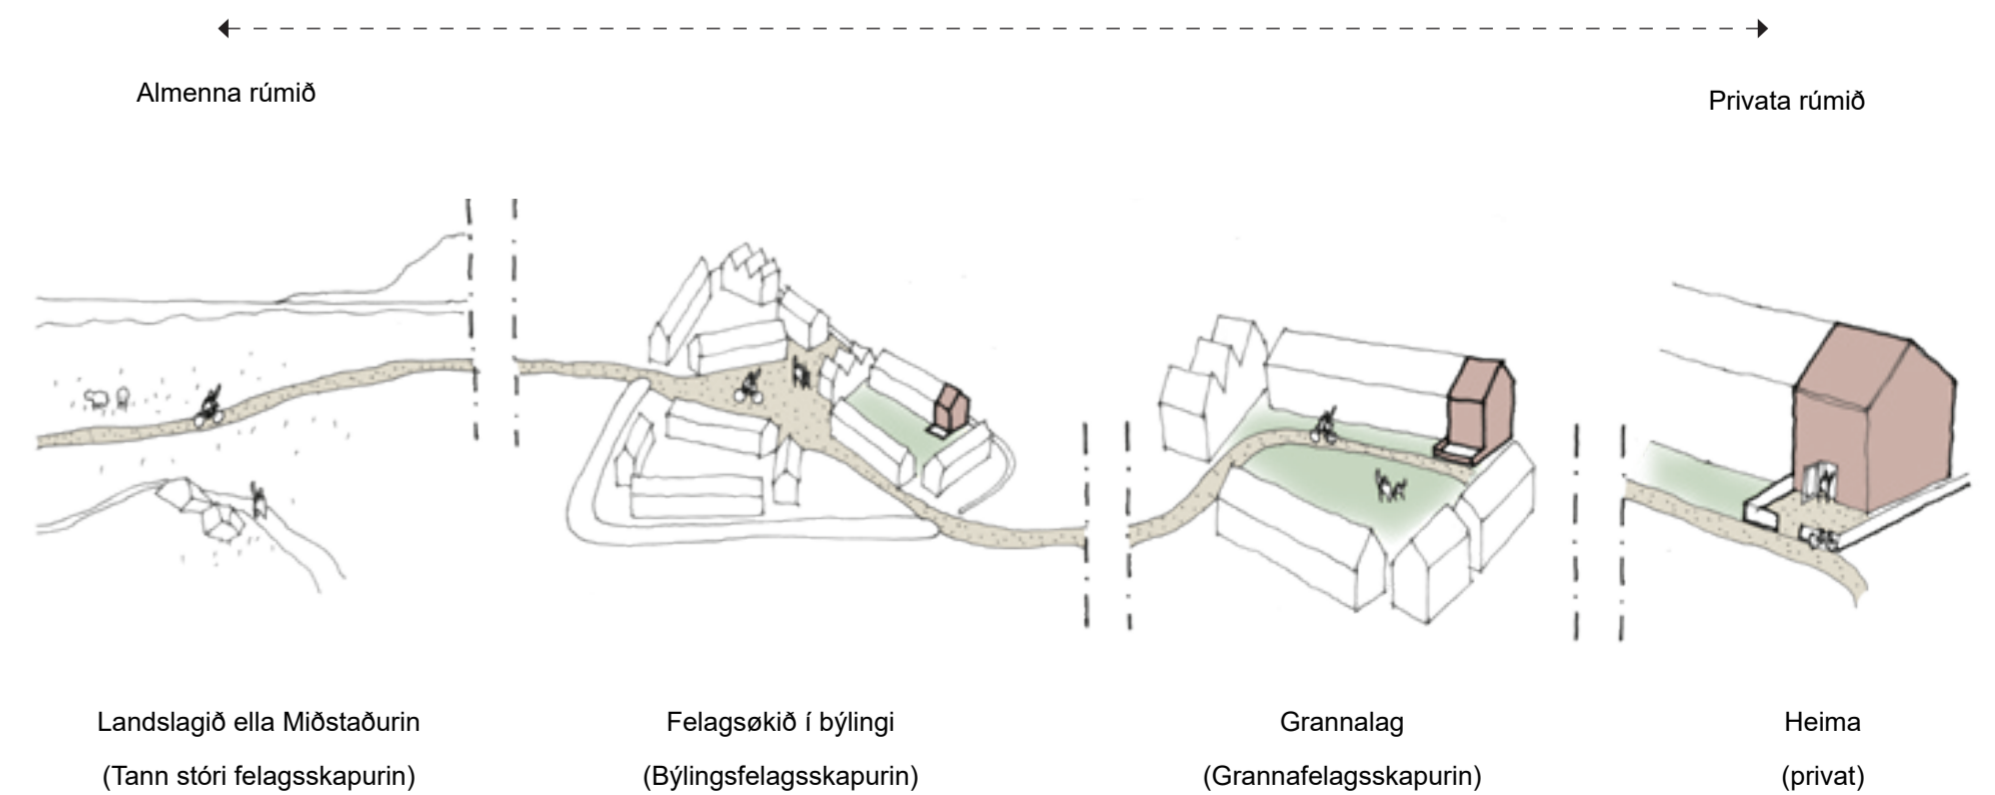 Almenna rúmið
Privata rúmið
Landslagið ella Miðstaðurin
(Tann stóri felagsskapurin)
Felagsøkið í býlingi
(Býlingsfelagsskapurin)
Grannalag
(Grannafelagsskapurin)
Heima
(privat)